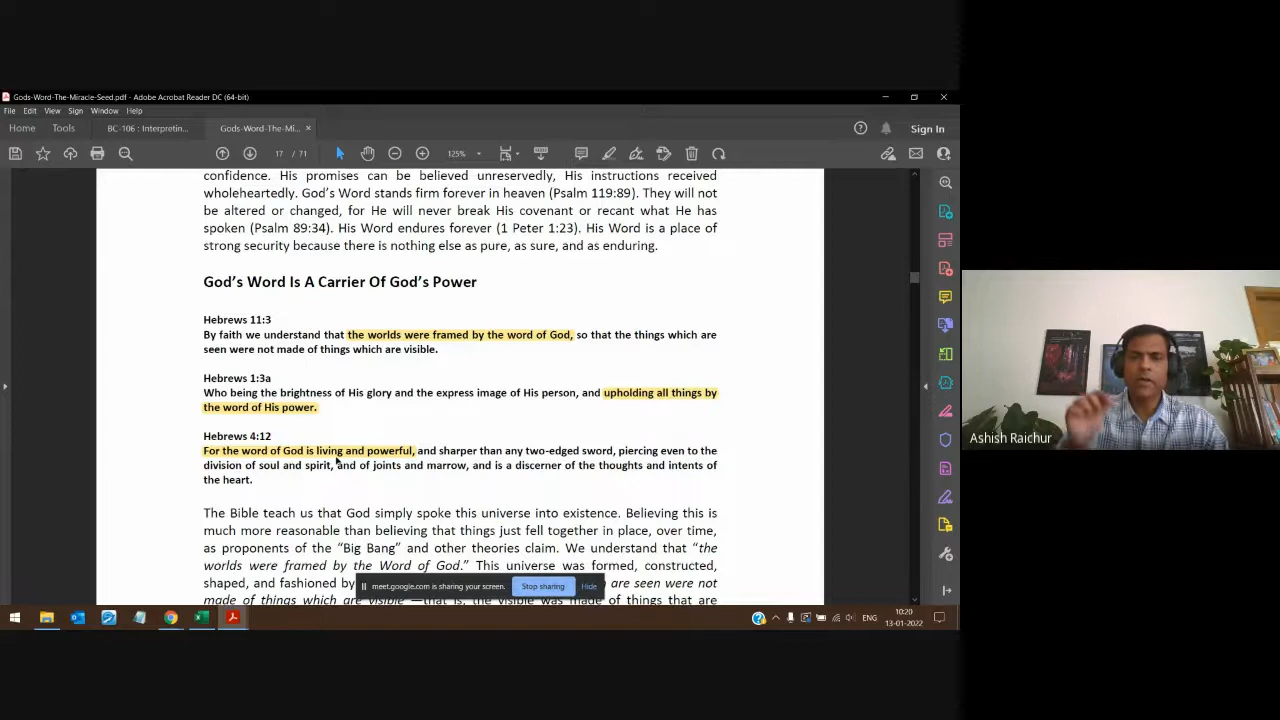 Gods-Word-The-Miracle-Seed.pdf - Adobe Acrobat Reader DC (64-bit)
File Edit View Sign Window Help
Home Tools BC-106 : Interpretin... Gods-Word-The-Mi... × Sign In
17 / 71 125%
confidence. His promises can be believed unreservedly, His instructions received
wholeheartedly. God's Word stands firm forever in heaven (Psalm 119:89). They will not
be altered or changed, for He will never break His covenant or recant what He has
spoken (Psalm 89:34). His Word endures forever (1 Peter 1:23). His Word is a place of
strong security because there is nothing else as pure, as sure, and as enduring.
God's Word Is A Carrier Of God's Power
Hebrews 11:3
By faith we understand that the worlds were framed by the word of God, so that the things which are
seen were not made of things which are visible.
Hebrews 1:3a
Who being the brightness of His glory and the express image of His person, and upholding all things by
the word of His power.
Hebrews 4:12
For the word of God is living and powerful, and sharper than any two-edged sword, piercing even to the
division of soul and spirit, and of joints and marrow, and is a discerner of the thoughts and intents of
the heart.
The Bible teach us that God simply spoke this universe into existence. Believing this is
much more reasonable than believing that things just fell together in place, over time,
as proponents of the "Big Bang" and other theories claim. We understand that "the
worlds were framed by the Word of God." This universe was formed, constructed,
shaped, and fashioned by are seen were not
meet.google.com is sharing your screen. Stop sharing Hide
made of things which are visible —that is, the visible was made of things that are
ENG
10:20
13-01-2022
Ashish Raichur